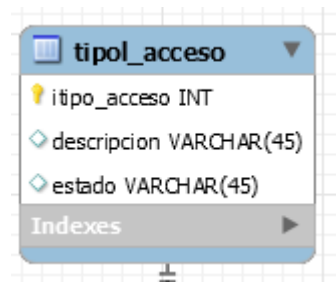 tipol_acceso
itipo_acceso INT
descripcion VARCHAR(45)
estado VARCHAR(45)
Indexes